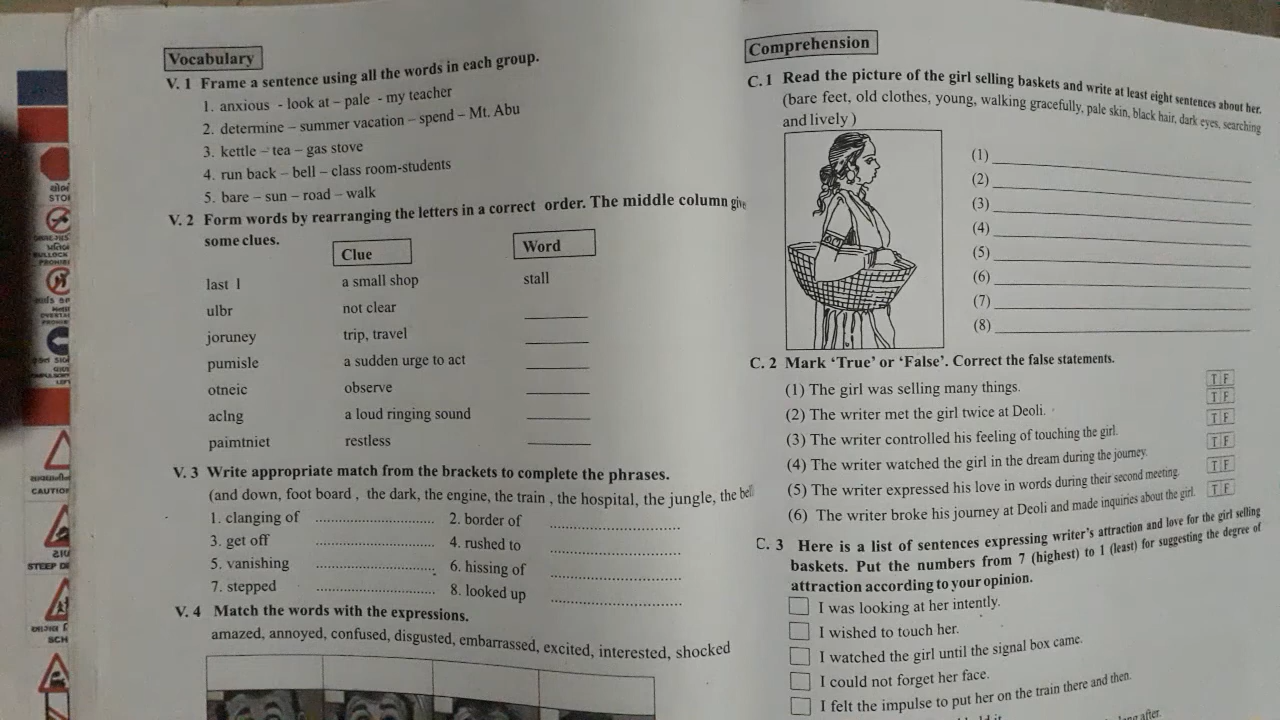 Vocabulary
V. 1 Frame a sentence using all the words in each group.
1. anxious - look at – pale - my teacher
2. determine – summer vacation – spend – Mt. Abu
3. kettle – tea – gas stove
4. run back – bell – class room-students
5. bare – sun – road – walk
V. 2 Form words by rearranging the letters in a correct order. The middle column give
some clues.
Clue Word
last l a small shop stall
ulbr not clear
joruney trip, travel
pumisle a sudden urge to act
otneic observe
aclng a loud ringing sound
paimtniet restless
V. 3 Write appropriate match from the brackets to complete the phrases.
(and down, foot board , the dark, the engine, the train , the hospital, the jungle, the bell
1. clanging of .............................. 2. border of ..............................
3. get off .............................. 4. rushed to ..............................
5. vanishing .............................. 6. hissing of ..............................
7. stepped .............................. 8. looked up ..............................
V. 4 Match the words with the expressions.
amazed, annoyed, confused, disgusted, embarrassed, excited, interested, shocked
Comprehension
C. 1 Read the picture of the girl selling baskets and write at least eight sentences about her.
(bare feet, old clothes, young, walking gracefully, pale skin, black hair, dark eyes, searching
and lively )
(1)
(2)
(3)
(4)
(5)
(6)
(7)
(8)
C. 2 Mark ‘True’ or ‘False’. Correct the false statements.
(1) The girl was selling many things. T F
(2) The writer met the girl twice at Deoli. T F
(3) The writer controlled his feeling of touching the girl. T F
(4) The writer watched the girl in the dream during the journey. T F
(5) The writer expressed his love in words during their second meeting. T F
(6) The writer broke his journey at Deoli and made inquiries about the girl. T F
C. 3 Here is a list of sentences expressing writer's attraction and love for the girl selling
baskets. Put the numbers from 7 (highest) to 1 (least) for suggesting the degree of
attraction according to your opinion.
I was looking at her intently.
I wished to touch her.
I watched the girl until the signal box came.
I could not forget her face.
I felt the impulse to put her on the train there and then.
after.
CAUTION
STEEP
SCH